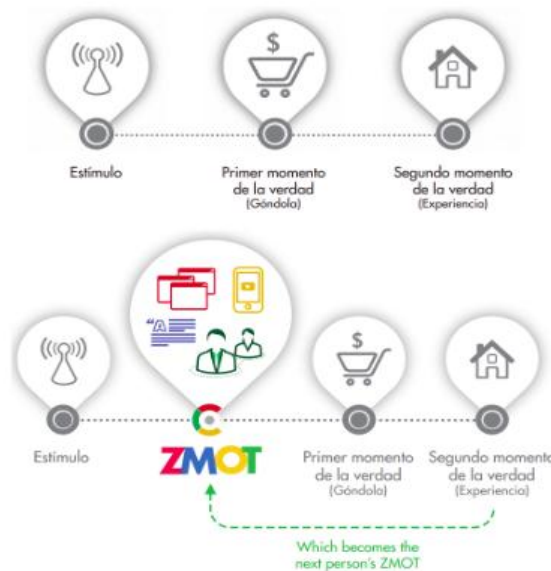 $
Estímulo
Primer momento
de la verdad
(Góndola)
Segundo momento
de la verdad
(Experiencia)
"A
$
Estímulo
ZMOT
Primer momento
de la verdad
(Góndola)
Segundo momento
de la verdad
(Experiencia)
Which becomes the
next person's ZMOT